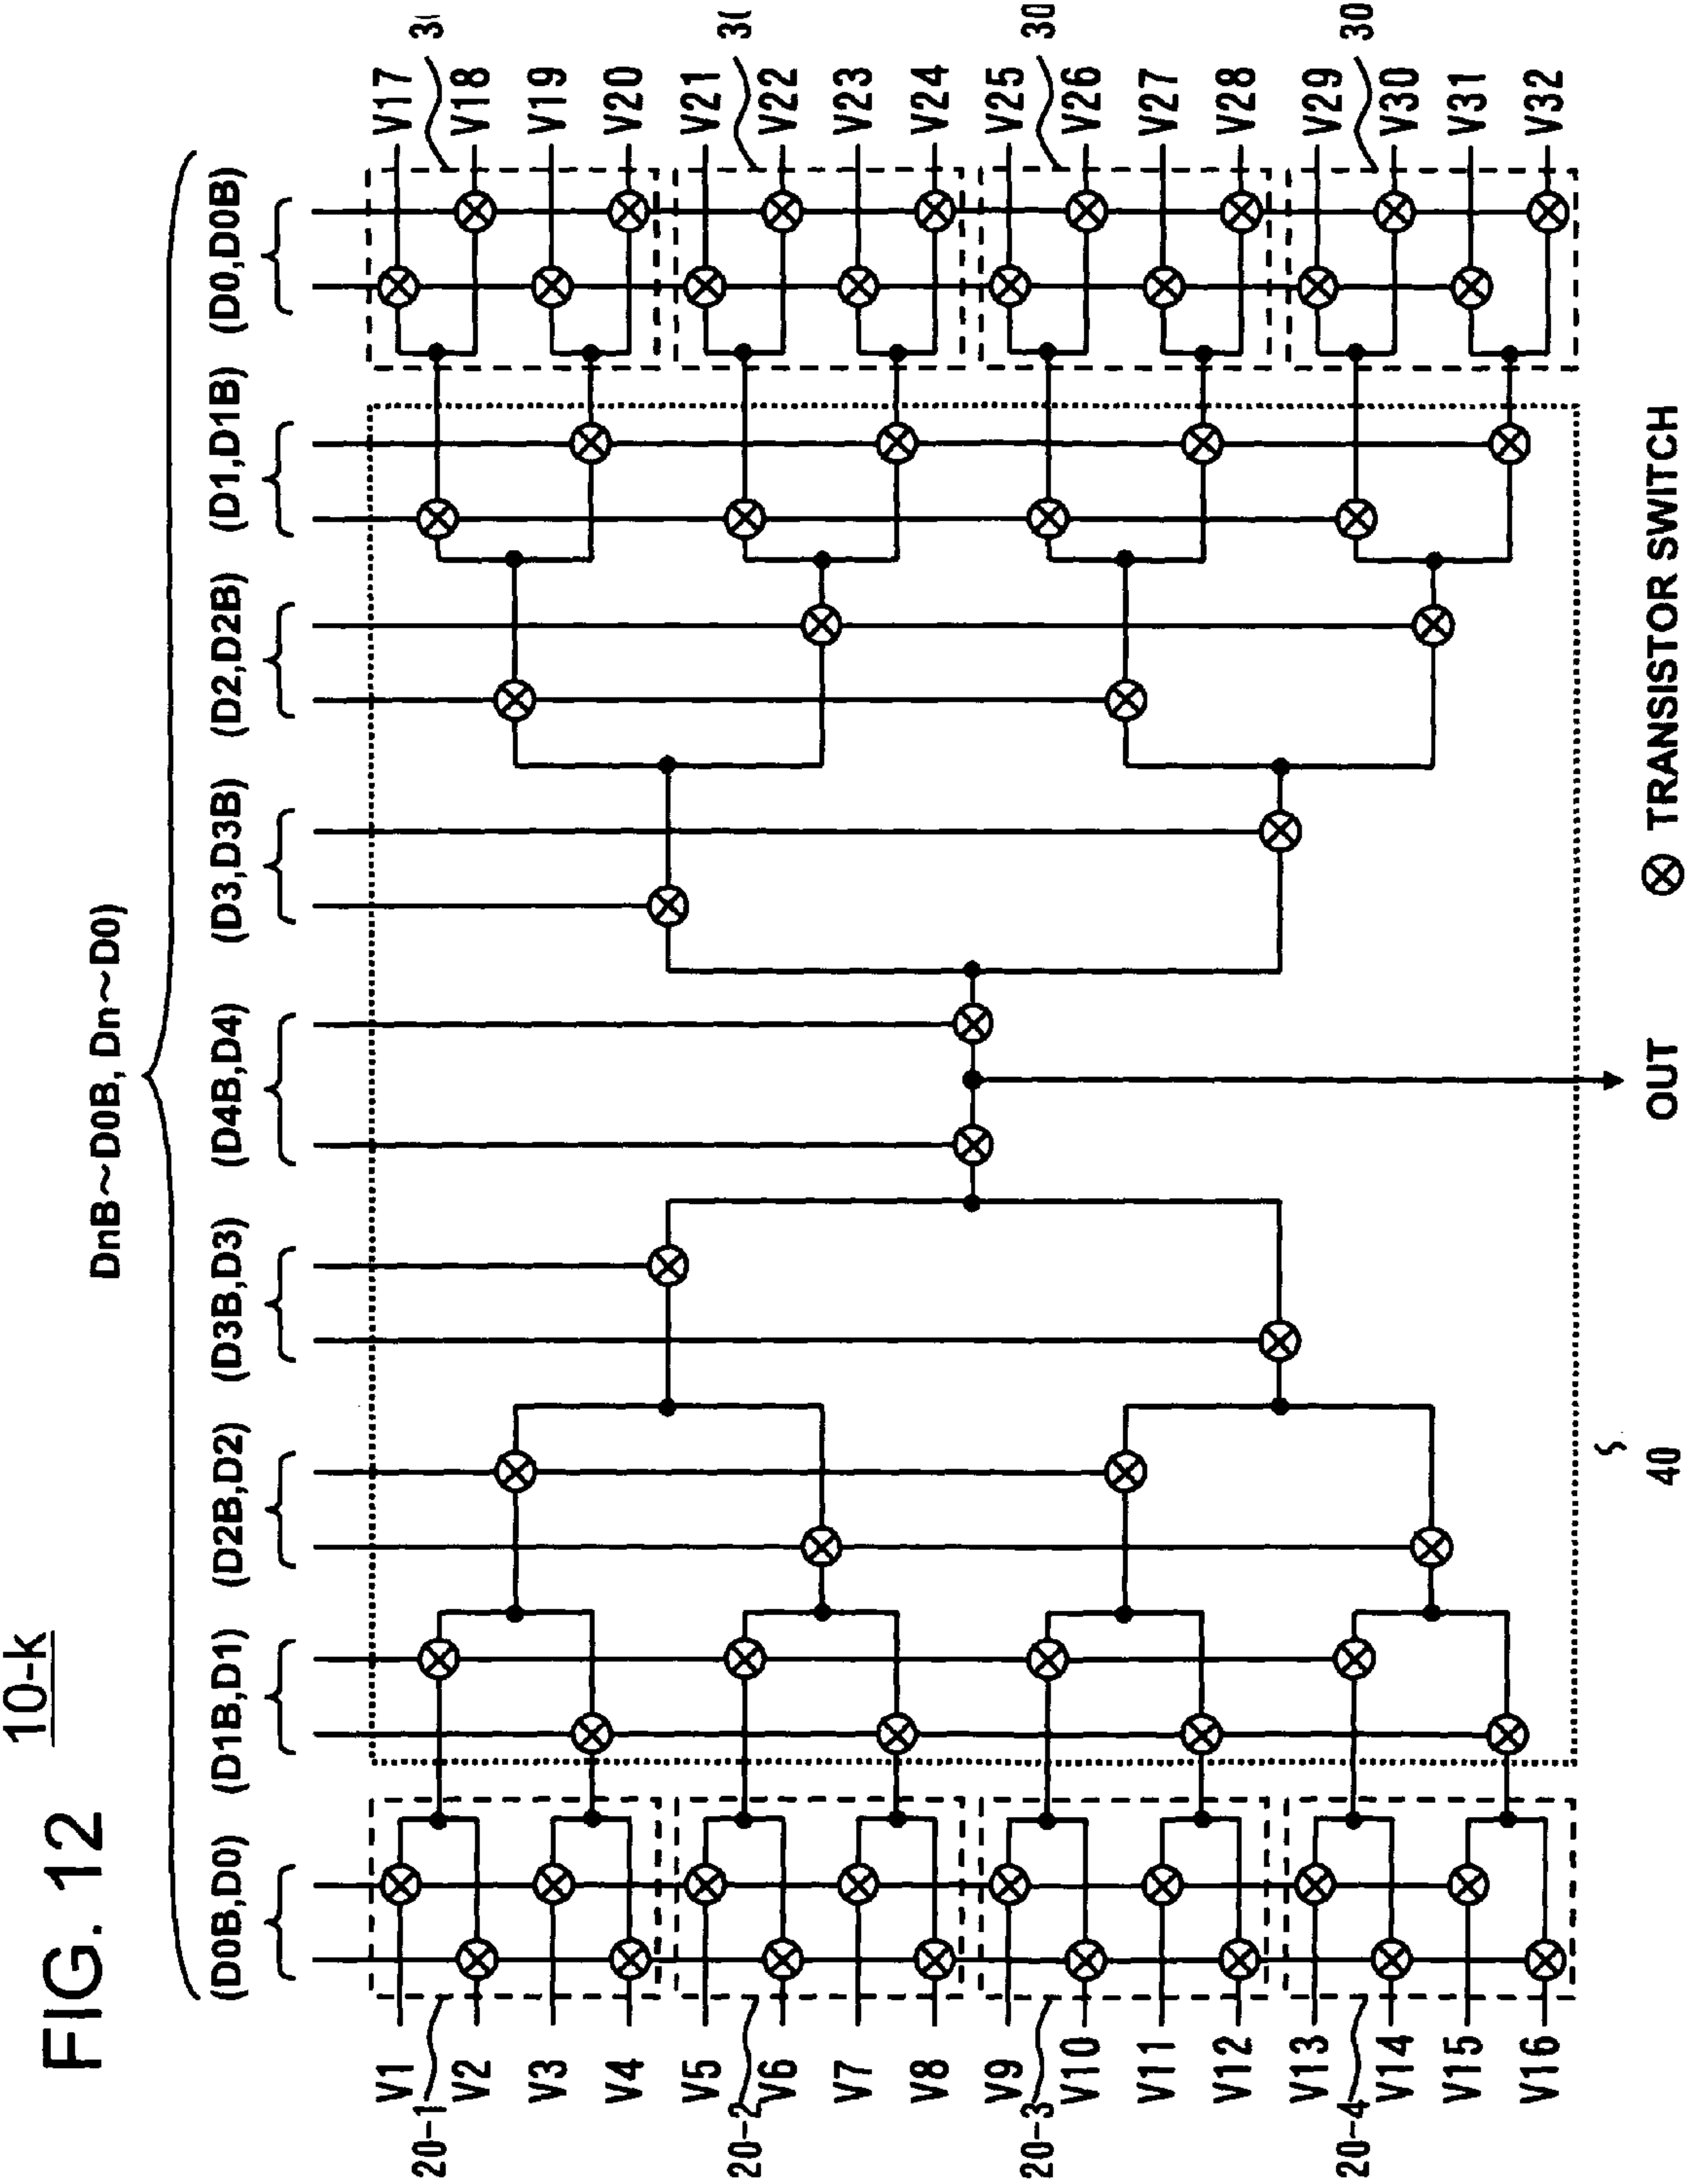 FIG. 12
10-k
DnB~D0B, Dn~D0)
(D0B,D0)
(D1B,D1)
(D2B,D2)
(D3B,D3)
(D4B,D4)
(D3,D3B)
(D2,D2B)
(D1,D1B)
(D0,D0B)
V1
20-1
V2
V3
V4
V5
20-2
V6
V7
V8
V9
20-3
V10
V11
V12
V13
20-4
V14
V15
V16
V17
V18
V19
V20
V21
V22
V23
V24
V25
30
V26
V27
V28
V29
30
V30
V31
V32
40
OUT
TRANSISTOR SWITCH